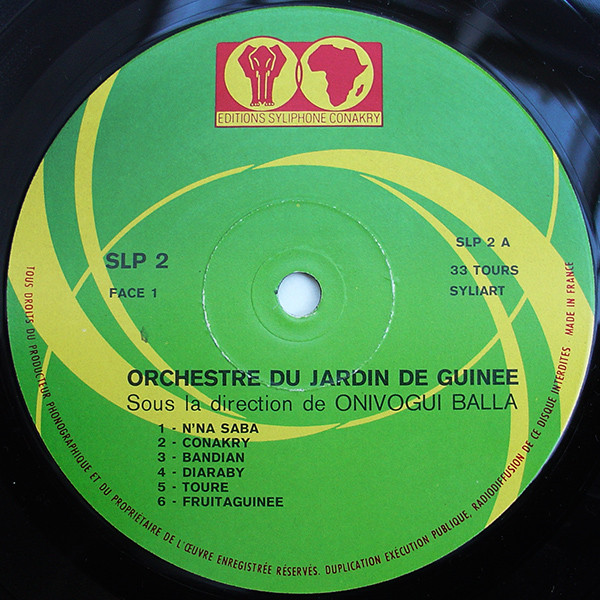 EDITIONS SYLIPHONE CONAKRY
SLP 2
FACE 1
SLP 2 A
33 TOURS
SYLIART
ORCHESTRE DU JARDIN DE GUINEE
Sous la direction de ONIVOGUI BALLA
1 - N'NA SABA
2 - CONAKRY
3 - BANDIAN
4 - DIARABY
5 - TOURE
6 - FRUITAGUINEE
TOUS DROITS DU PRODUCTEUR PHONOGRAPHIQUE ET DU PROPRIÉTAIRE DE L'ŒUVRE ENREGISTRÉE RÉSERVÉS. DUPLICATION EXÉCUTION PUBLIQUE, RADIODIFFUSION DE CE DISQUE INTERDITES MADE IN FRANCE